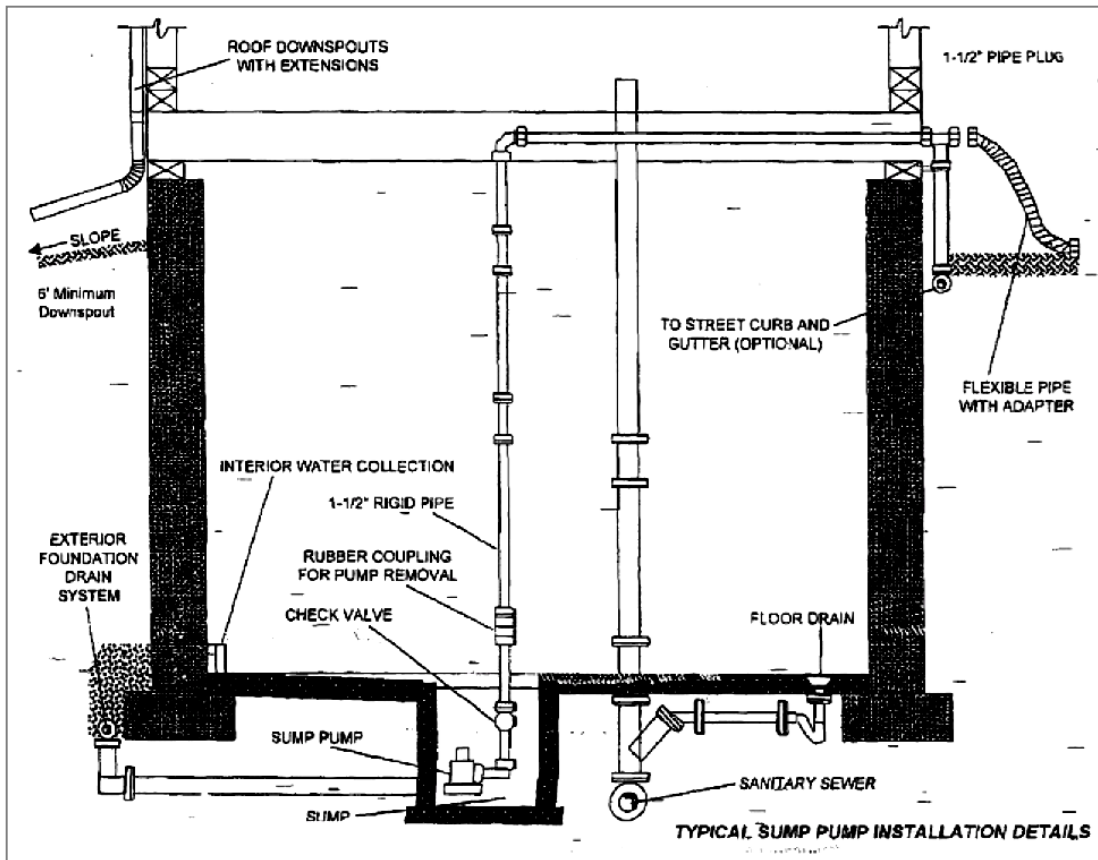 ROOF DOWNSPOUTS
WITH EXTENSIONS
1-1/2" PIPE PLUG
SLOPE
6' Minimum
Downspout
TO STREET CURB AND
GUTTER (OPTIONAL)
FLEXIBLE PIPE
WITH ADAPTER
INTERIOR WATER COLLECTION
1-1/2" RIGID PIPE
EXTERIOR
FOUNDATION
DRAIN
SYSTEM
RUBBER COUPLING
FOR PUMP REMOVAL
CHECK VALVE
FLOOR DRAIN
SUMP PUMP
SANITARY SEWER
SUMP
TYPICAL SUMP PUMP INSTALLATION DETAILS